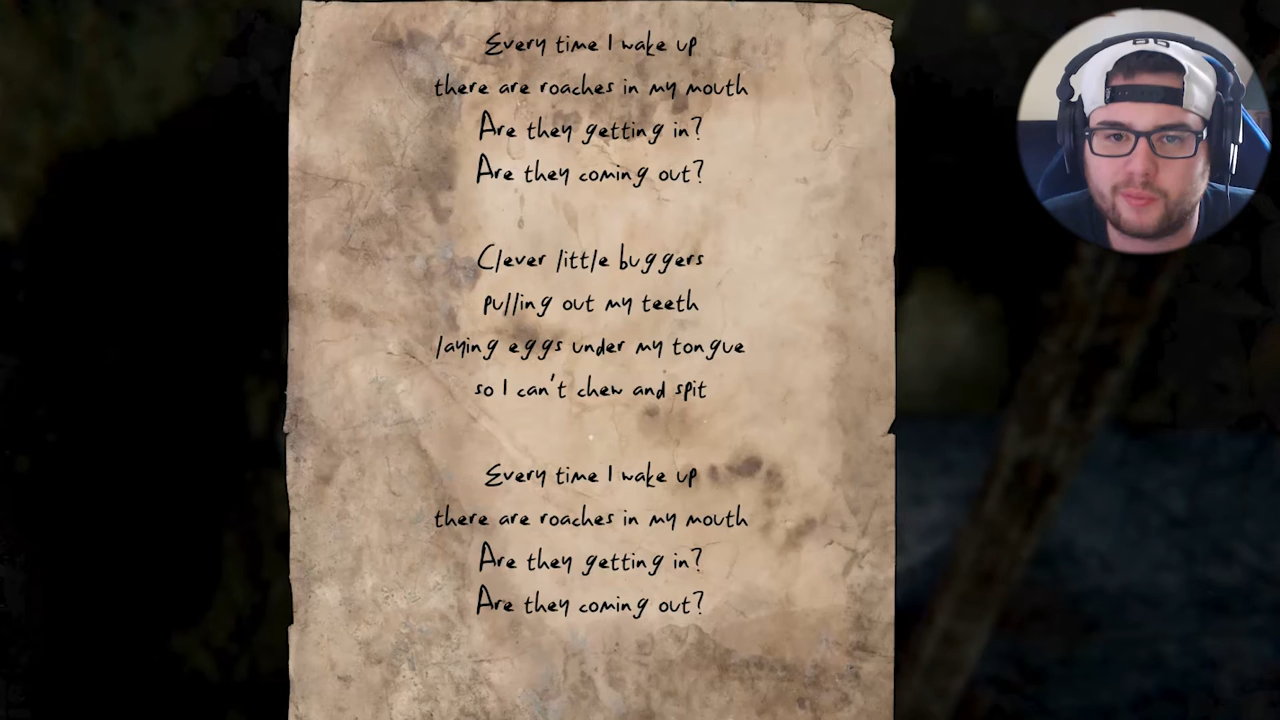 Every time I wake up
there are roaches in my mouth
Are they getting in?
Are they coming out?
Clever little buggers
pulling out my teeth
laying eggs under my tongue
so I can't chew and spit
Every time I wake up
there are roaches in my mouth
Are they getting in?
Are they coming out?